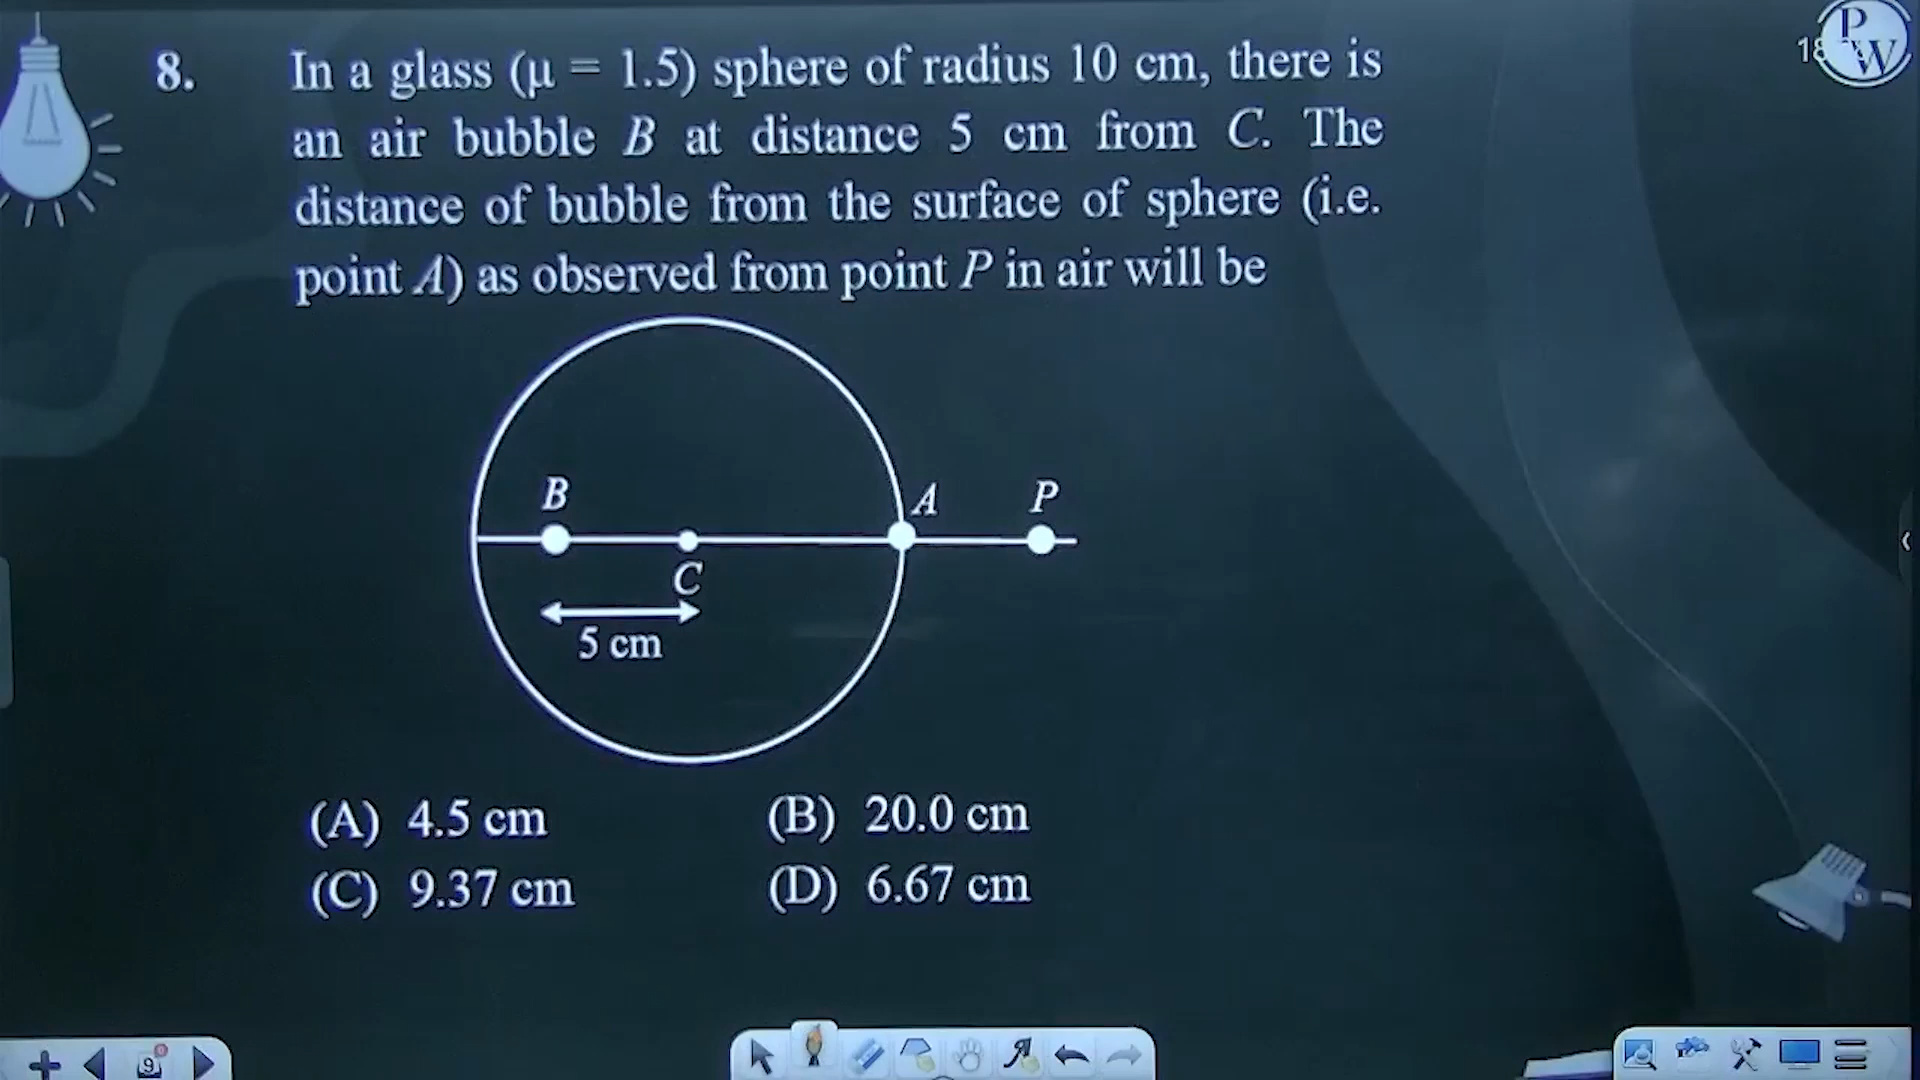 8. In a glass (μ = 1.5) sphere of radius 10 cm, there is
an air bubble B at distance 5 cm from C. The
distance of bubble from the surface of sphere (i.e.
point A) as observed from point P in air will be
B
A
P
C
5 cm
(A) 4.5 cm (B) 20.0 cm
(C) 9.37 cm (D) 6.67 cm
PW
9